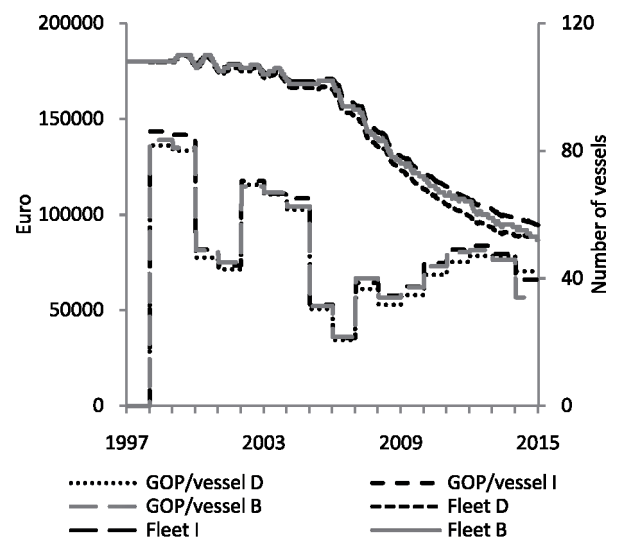 200000 120
150000
80
100000
40
50000
0 0
Euro
Number of vessels
1997 2003 2009 2015
GOP/vessel D GOP/vessel I
GOP/vessel B Fleet D
Fleet I Fleet B